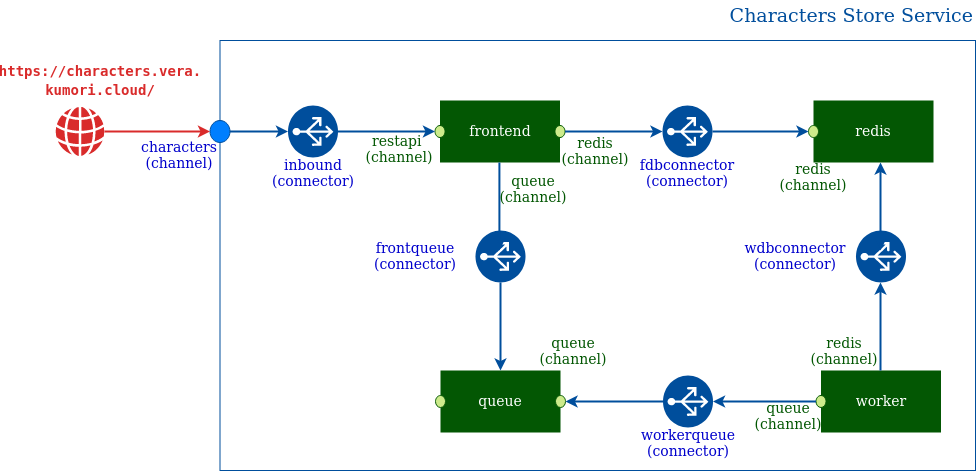 Characters Store Service
https://characters.vera.
kumori.cloud/
characters
(channel)
inbound
(connector)
restapi
(channel)
frontend
redis
(channel)
fdbconnector
(connector)
redis
redis
(channel)
queue
(channel)
frontqueue
(connector)
wdbconnector
(connector)
queue
(channel)
redis
(channel)
queue
workerqueue
(connector)
queue
(channel)
worker